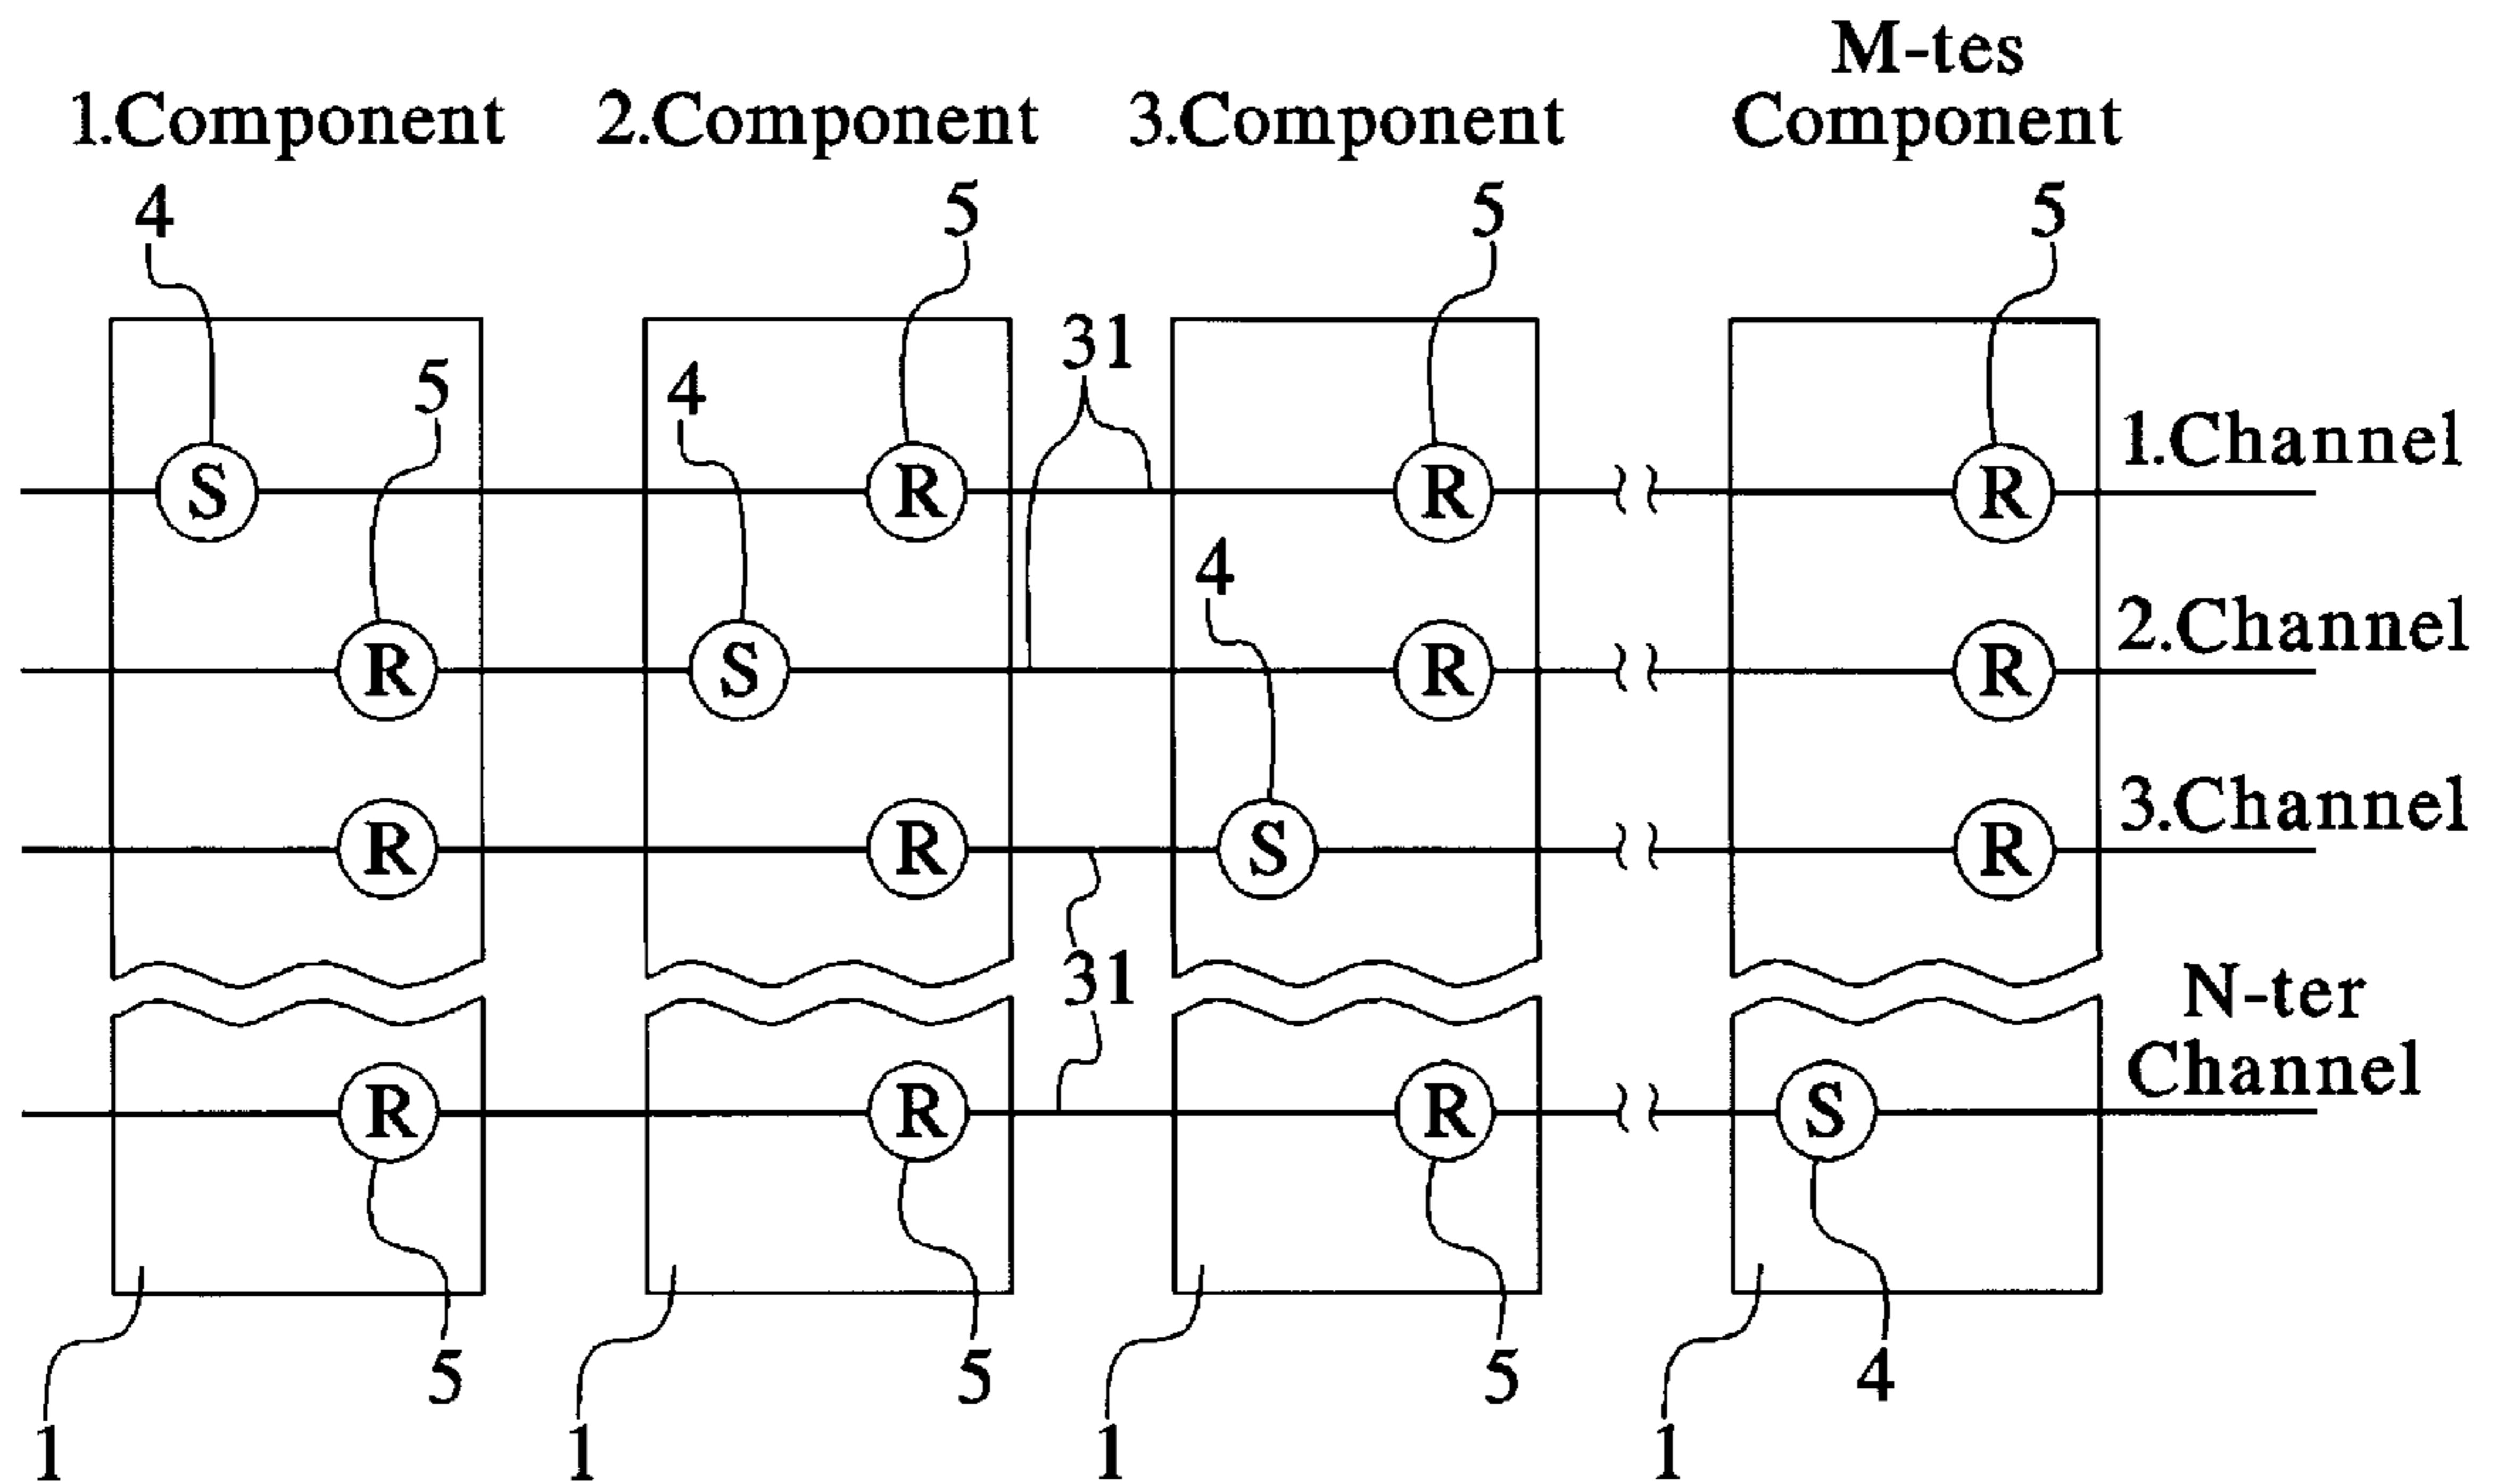 M-tes
1.Component 2.Component 3.Component Component
4 5 5 5
31
5 4
1.Channel
S R R R
4
2.Channel
R S R R
3.Channel
R R S R
31
N-ter
Channel
R R R S
5 5 5 4
1 1 1 1